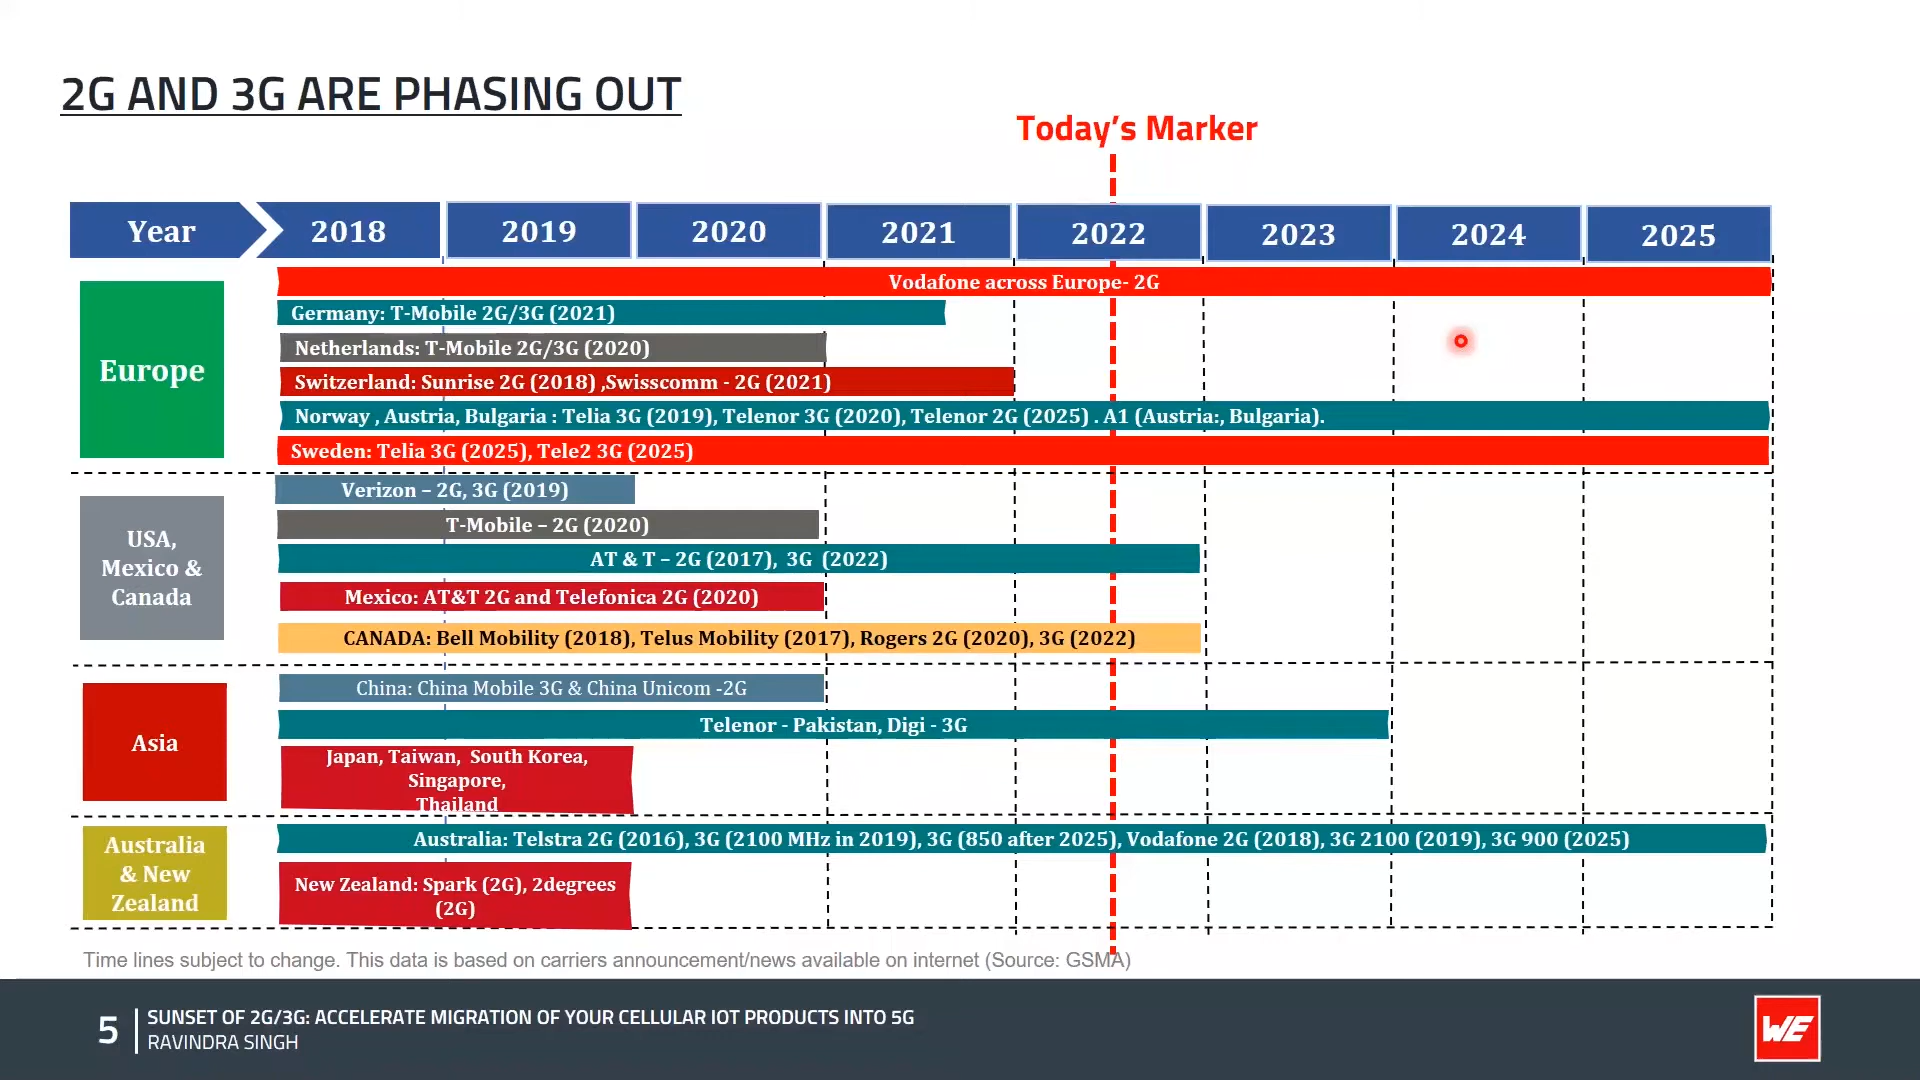 2G AND 3G ARE PHASING OUT
Today's Marker
Year
2018
2019
2020
2021
2022
2023
2024
2025
Europe
Vodafone across Europe- 2G
Germany: T-Mobile 2G/3G (2021)
Netherlands: T-Mobile 2G/3G (2020)
Switzerland: Sunrise 2G (2018) ,Swisscomm - 2G (2021)
Norway , Austria, Bulgaria : Telia 3G (2019), Telenor 3G (2020), Telenor 2G (2025) . A1 (Austria:, Bulgaria).
Sweden: Telia 3G (2025), Tele2 3G (2025)
USA,
Mexico &
Canada
Verizon – 2G, 3G (2019)
T-Mobile – 2G (2020)
AT & T – 2G (2017), 3G (2022)
Mexico: AT&T 2G and Telefonica 2G (2020)
CANADA: Bell Mobility (2018), Telus Mobility (2017), Rogers 2G (2020), 3G (2022)
Asia
China: China Mobile 3G & China Unicom -2G
Telenor - Pakistan, Digi - 3G
Japan, Taiwan, South Korea,
Singapore,
Thailand
Australia
& New
Zealand
Australia: Telstra 2G (2016), 3G (2100 MHz in 2019), 3G (850 after 2025), Vodafone 2G (2018), 3G 2100 (2019), 3G 900 (2025)
New Zealand: Spark (2G), 2degrees
(2G)
Time lines subject to change. This data is based on carriers announcement/news available on internet (Source: GSMA)
5
SUNSET OF 2G/3G: ACCELERATE MIGRATION OF YOUR CELLULAR IOT PRODUCTS INTO 5G
RAVINDRA SINGH
WE